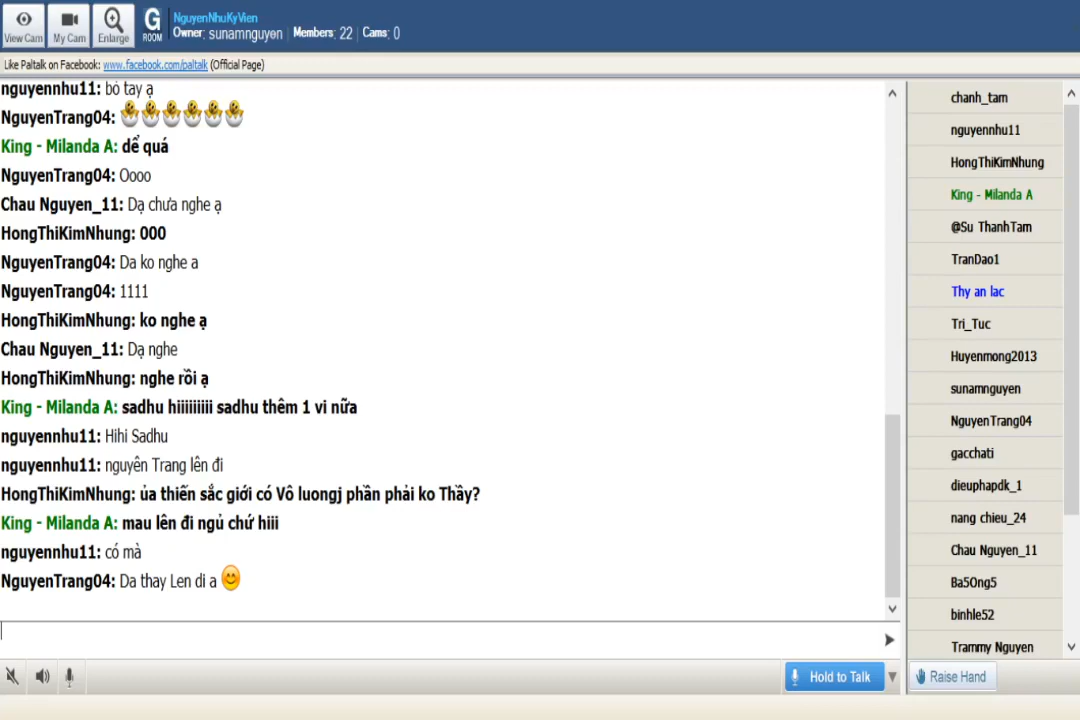 View Cam
My Cam
Enlarge
G
ROOM
NguyenNhuKyVien
Owner: sunamnguyen | Members: 22 | Cams: 0
Like Paltalk on Facebook: www.facebook.com/paltalk (Official Page)
nguyennhu11: bó tay ạ
NguyenTrang04:
King - Milanda A: dể quá
NguyenTrang04: Oooo
Chau Nguyen_11: Dạ chưa nghe ạ
HongThiKimNhung: 000
NguyenTrang04: Da ko nghe a
NguyenTrang04: 1111
HongThiKimNhung: ko nghe ạ
Chau Nguyen_11: Dạ nghe
HongThiKimNhung: nghe rồi ạ
King - Milanda A: sadhu hiiiiiiiii sadhu thêm 1 vi nữa
nguyennhu11: Hihi Sadhu
nguyennhu11: nguyên Trang lên đi
HongThiKimNhung: ủa thiến sắc giới có Vô luongj phần phải ko Thầy?
King - Milanda A: mau lên đi ngủ chứ hiii
nguyennhu11: có mà
NguyenTrang04: Da thay Len di a
chanh_tam
nguyennhu11
HongThiKimNhung
King - Milanda A
@Su ThanhTam
TranDao1
Thy an lac
Tri_Tuc
Huyenmong2013
sunamnguyen
NguyenTrang04
gacchati
dieuphapdk_1
nang chieu_24
Chau Nguyen_11
Ba5Ong5
binhle52
Trammy Nguyen
Hold to Talk
Raise Hand